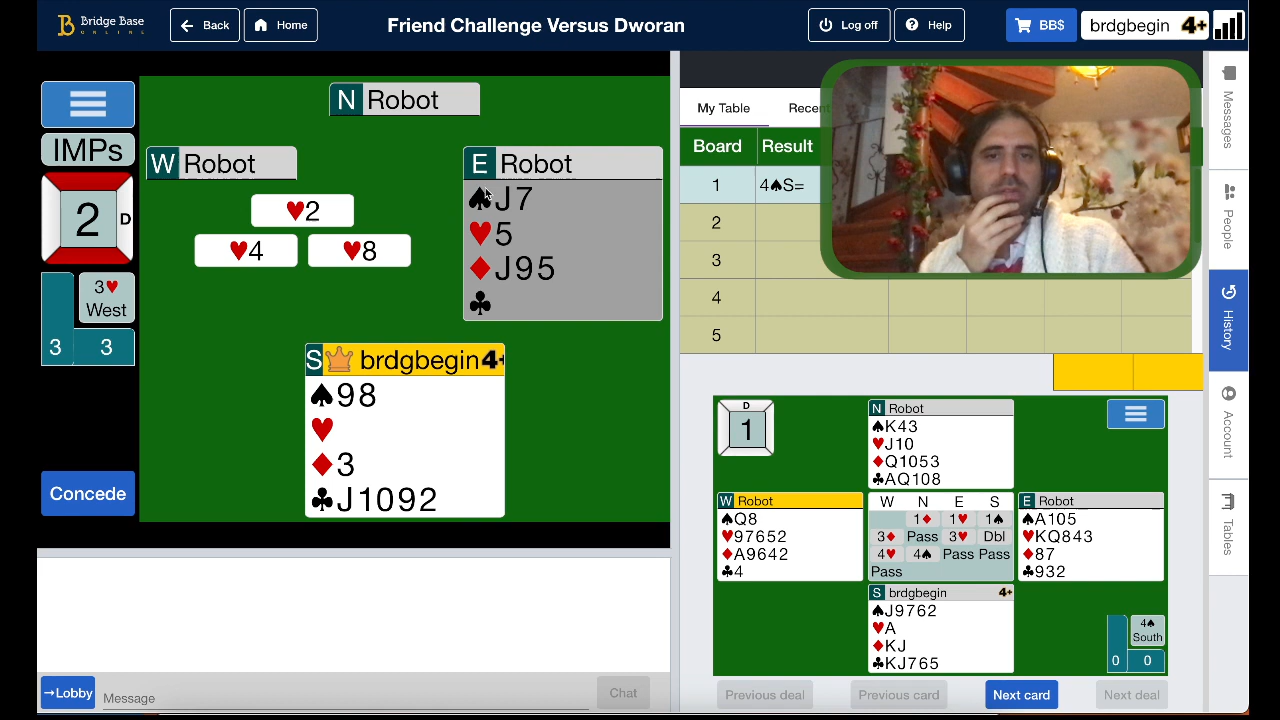 B BRIDGE BASE ONLINE
← Back
Home
Friend Challenge Versus Dworan
Log off
? Help
BB$
brdgbegin 4+
N Robot
W Robot
E Robot
♠J7
♥5
♦J95
♣
♥2
♥4
♥8
IMPs
2 D
3♥ West
3 3
S brdgbegin 4+
♠98
♥
♦3
♣J1092
Concede
→Lobby
Message
Chat
My Table
Board Result
1 4♠S=
2
3
4
5
D
1
N Robot
♠K43
♥J10
♦Q1053
♣AQ108
W Robot
♠Q8
♥97652
♦A9642
♣4
W N E S
1♦ 1♥ 1♠
3♦ Pass 3♥ Dbl
4♥ 4♠ Pass Pass
Pass
E Robot
♠A105
♥KQ843
♦87
♣932
S brdgbegin 4+
♠J9762
♥A
♦KJ
♣KJ765
4♠ South
0 0
Previous deal
Previous card
Next card
Next deal
Messages
People
History
Tables
Account